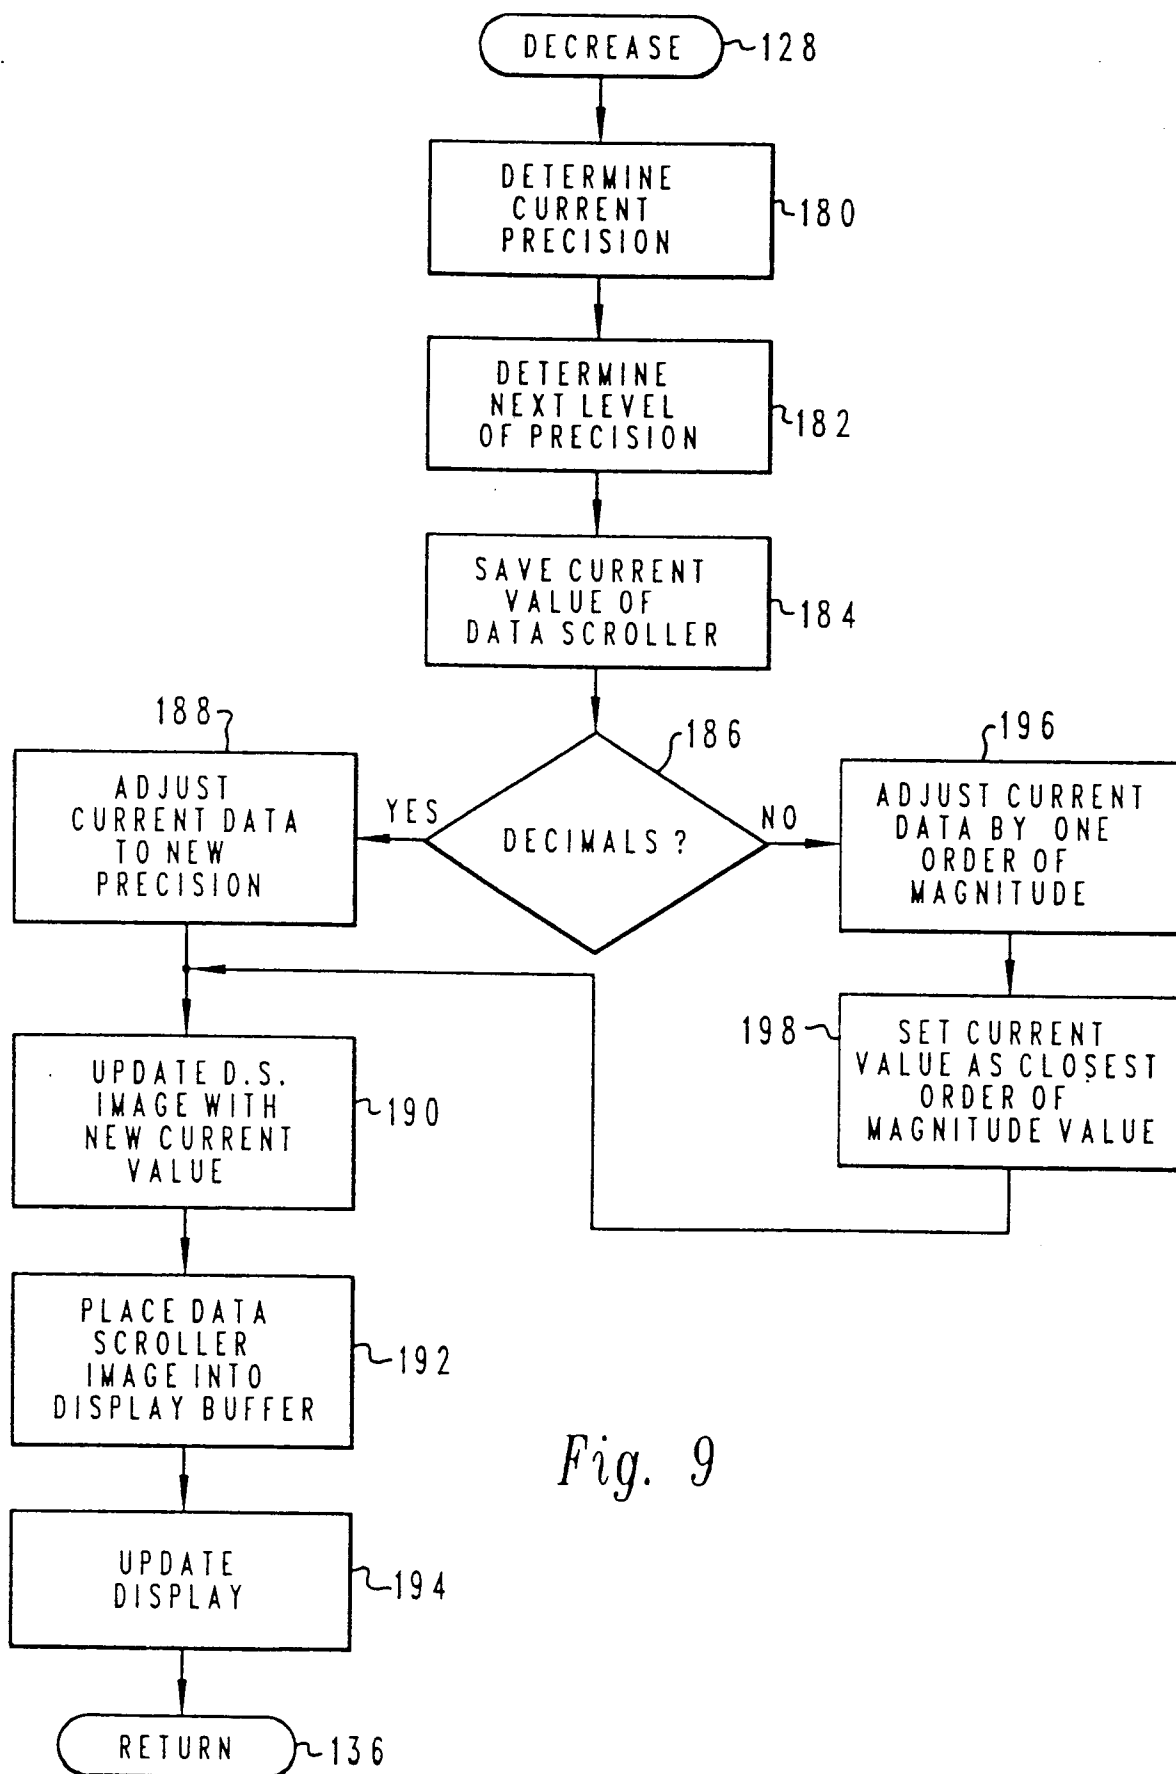 DECREASE
128
DETERMINE
CURRENT
PRECISION
180
DETERMINE
NEXT LEVEL
OF PRECISION
182
SAVE CURRENT
VALUE OF
DATA SCROLLER
184
186
DECIMALS ?
YES
NO
188
ADJUST
CURRENT DATA
TO NEW
PRECISION
196
ADJUST CURRENT
DATA BY ONE
ORDER OF
MAGNITUDE
198
SET CURRENT
VALUE AS CLOSEST
ORDER OF
MAGNITUDE VALUE
UPDATE D.S.
IMAGE WITH
NEW CURRENT
VALUE
190
PLACE DATA
SCROLLER
IMAGE INTO
DISPLAY BUFFER
192
UPDATE
DISPLAY
194
RETURN
136
Fig. 9